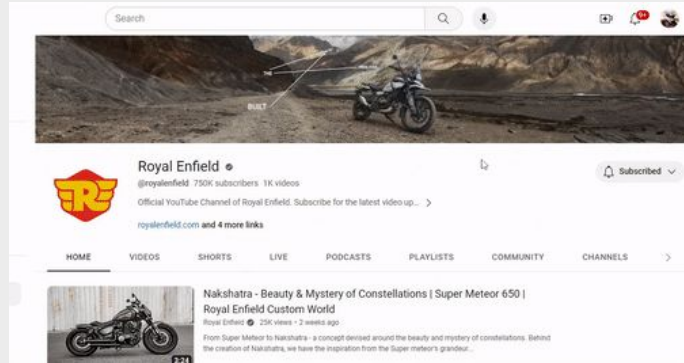 Search
9+
THE
BUILT
Royal Enfield
@royalenfield 750K subscribers 1K videos
Official YouTube Channel of Royal Enfield. Subscribe for the latest video up...
royalenfield.com and 4 more links
Subscribed
HOME VIDEOS SHORTS LIVE PODCASTS PLAYLISTS COMMUNITY CHANNELS
Nakshatra - Beauty & Mystery of Constellations | Super Meteor 650 |
Royal Enfield Custom World
Royal Enfield 25K views • 2 weeks ago
From Super Meteor to Nakshatra - a concept devised around the beauty and mystery of constellations. Behind
the creation of Nakshatra, we have the inspiration from the Super meteor's grandeur...
3:24